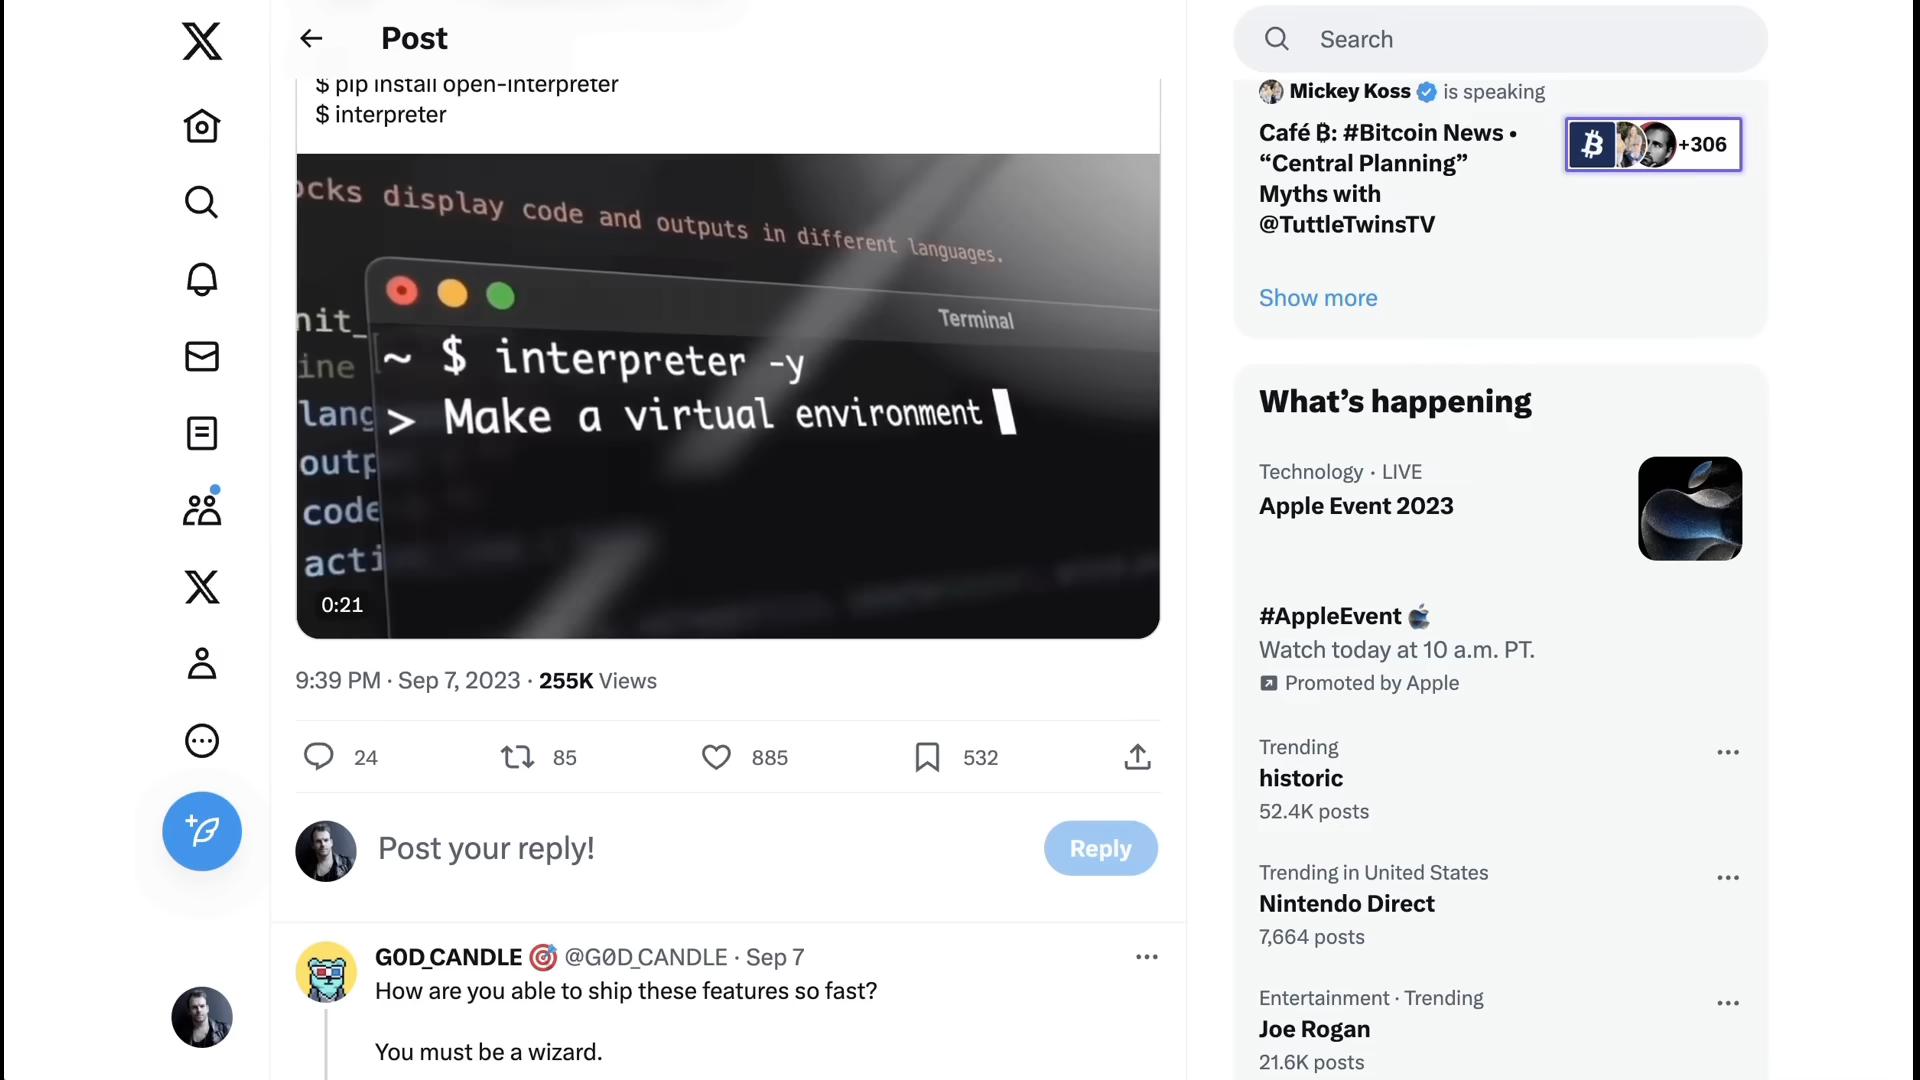 Post
$ pip install open-interpreter
$ interpreter
ocks display code and outputs in different languages.
Terminal
~ $ interpreter -y
> Make a virtual environment
nit_
ine
lang
outp
code
acti
0:21
9:39 PM · Sep 7, 2023 · 255K Views
24
85
885
532
Post your reply!
Reply
G0D_CANDLE 🎯 @G0D_CANDLE · Sep 7
How are you able to ship these features so fast?
You must be a wizard.
Search
Mickey Koss is speaking
Café ₿: #Bitcoin News •
“Central Planning”
Myths with
@TuttleTwinsTV
+306
Show more
What’s happening
Technology · LIVE
Apple Event 2023
#AppleEvent
Watch today at 10 a.m. PT.
Promoted by Apple
Trending
historic
52.4K posts
Trending in United States
Nintendo Direct
7,664 posts
Entertainment · Trending
Joe Rogan
21.6K posts